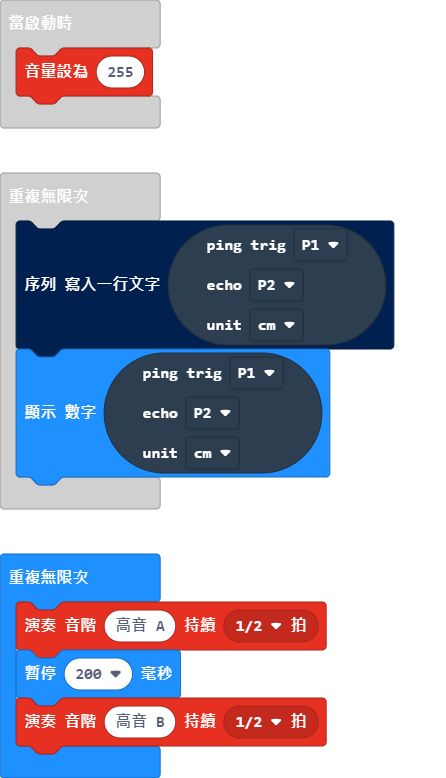 當啟動時
音量設為 255
重複無限次
ping trig P1
序列 寫入一行文字 echo P2
unit cm
ping trig P1
顯示 數字 echo P2
unit cm
重複無限次
演奏 音階 高音 A 持續 1/2 拍
暫停 200 毫秒
演奏 音階 高音 B 持續 1/2 拍